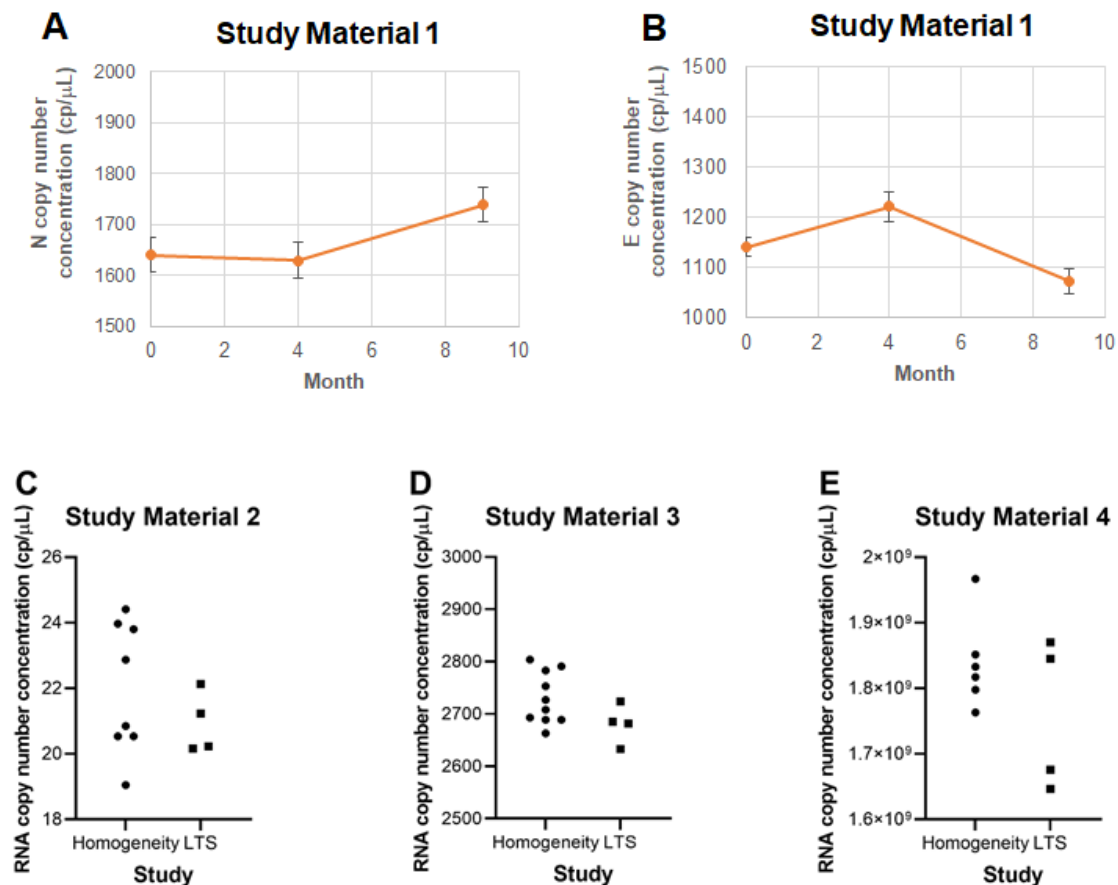 A
Study Material 1
N copy number
concentration (cp/μL)
2000
1900
1800
1700
1600
1500
0 2 4 6 8 10
Month
B
Study Material 1
E copy number
concentration (cp/μL)
1500
1400
1300
1200
1100
1000
0 2 4 6 8 10
Month
C
Study Material 2
RNA copy number concentration (cp/μL)
26
24
22
20
18
Homogeneity LTS
Study
D
Study Material 3
RNA copy number concentration (cp/μL)
3000
2900
2800
2700
2600
2500
Homogeneity LTS
Study
E
Study Material 4
RNA copy number concentration (cp/μL)
2×10⁹
1.9×10⁹
1.8×10⁹
1.7×10⁹
1.6×10⁹
Homogeneity LTS
Study